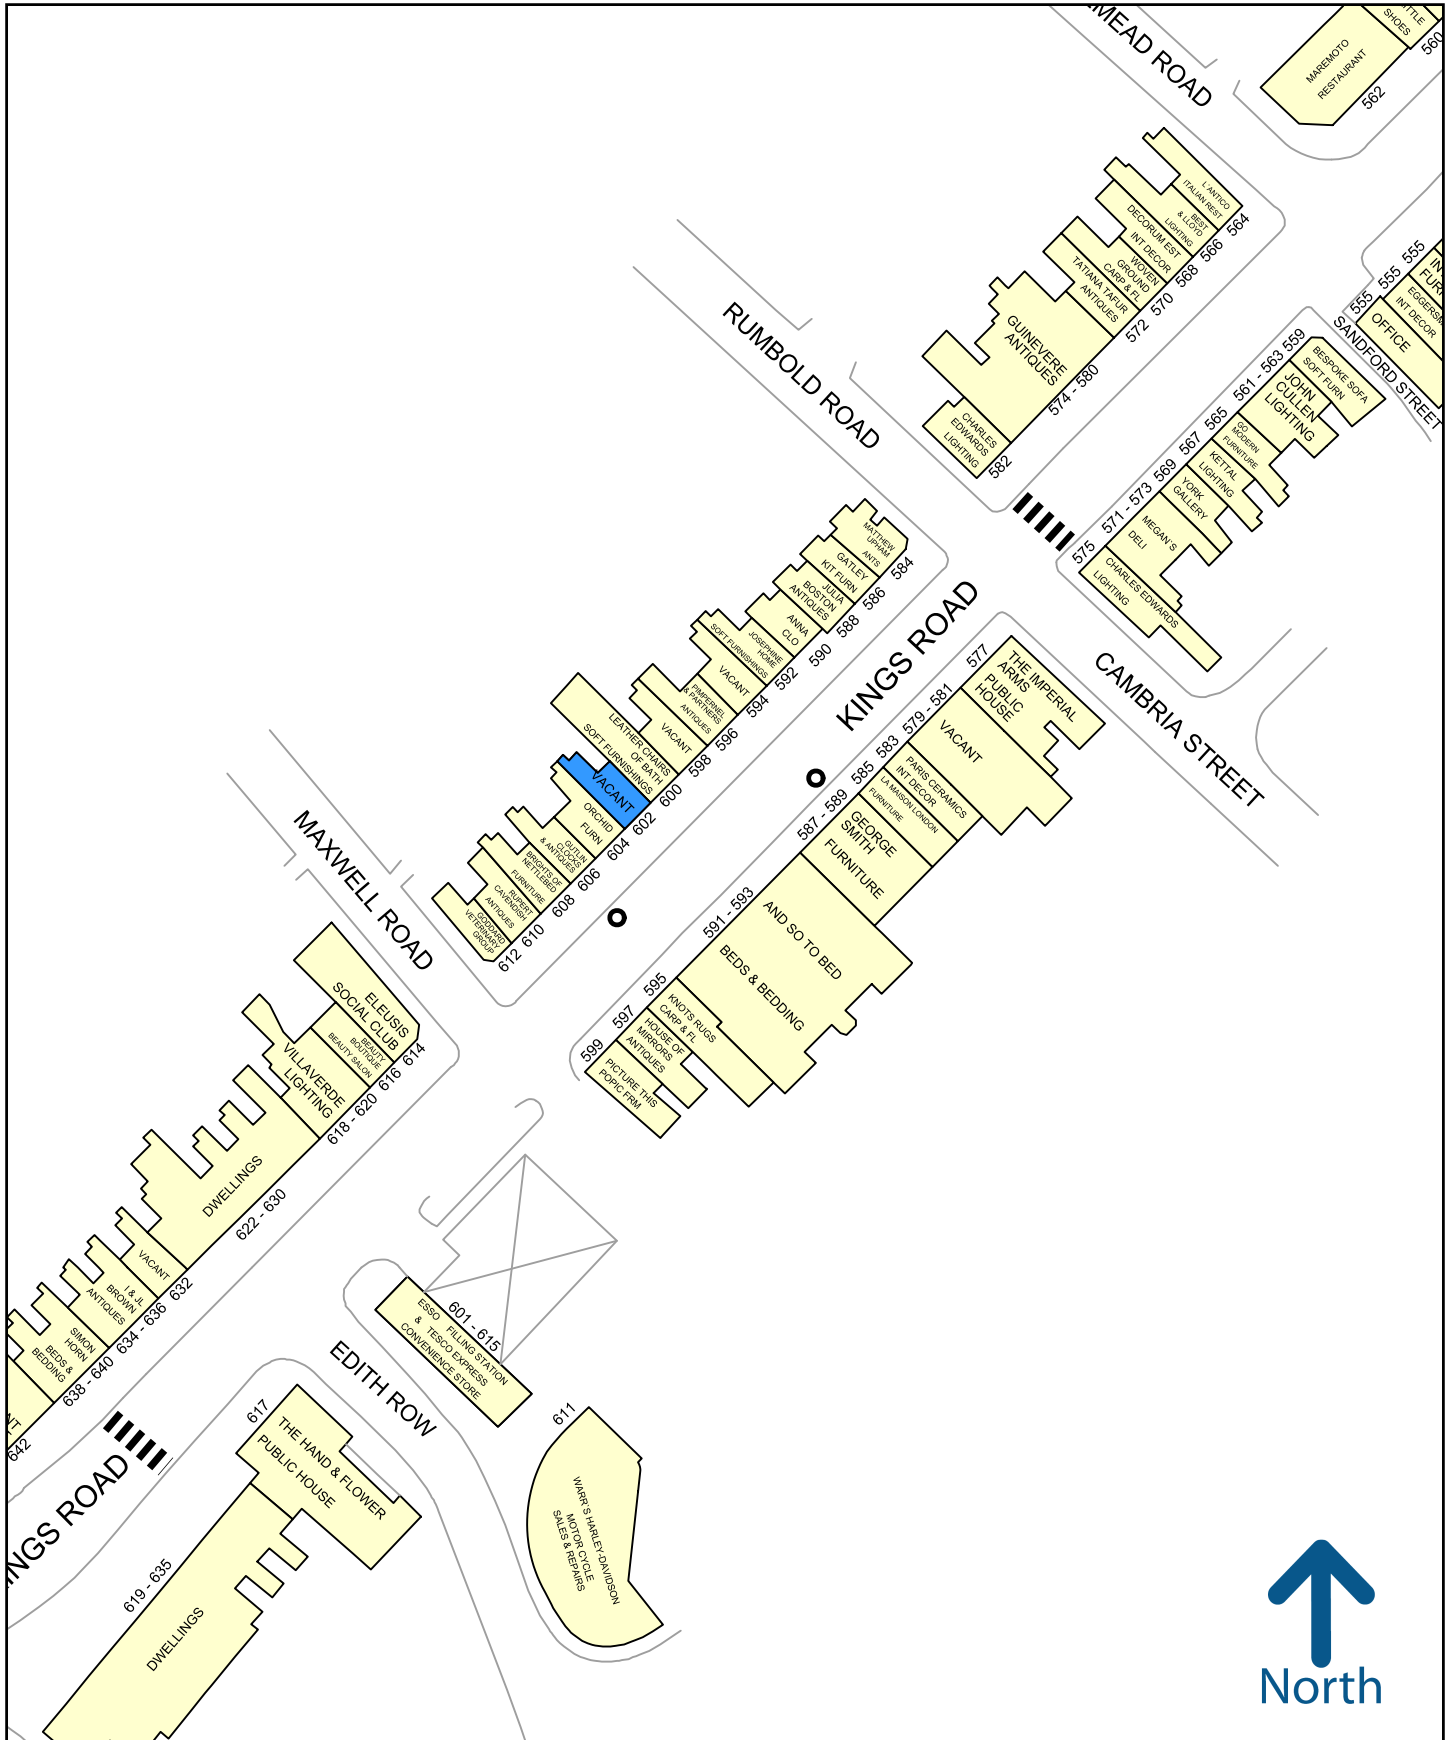 MEAD ROAD
MAREMOTO
RESTAURANT
562
SHOES
560
L'ANTICO
ITALIAN REST
564
BEST
& LLOYD
LIGHTING
566
DECORUM EST
INT DECOR
568
WOVEN
GROUND
CARP & FL
570
TATIANA TAFUR
ANTIQUES
572
GUINEVERE
ANTIQUES
574 - 580
CHARLES
EDWARDS
LIGHTING
582
RUMBOLD ROAD
555
555
555
EGGERSM
INT DECOR
OFFICE
SANDFORD STREET
559
BESPOKE SOFA
SOFT FURN
561 - 563
JOHN
CULLEN
LIGHTING
565
GO
MODERN
FURNITURE
567
KETTAL
LIGHTING
569
YORK
GALLERY
571 - 573
MEGAN'S
DELI
575
CHARLES EDWARDS
LIGHTING
CAMBRIA STREET
KINGS ROAD
MATTHEW
UPHAM
ANTS
584
GATLEY
KIT FURN
586
JULIA
BOSTON
ANTIQUES
588
ANNA
CLO
590
JOSEPHINE
HOME
SOFT FURNISHINGS
592
VACANT
594
PIMPERNEL
& PARTNERS
ANTIQUES
596
VACANT
598
LEATHER CHAIRS
OF BATH
SOFT FURNISHINGS
600
VACANT
602
ORCHID
FURN
604
GUTLIN
CLOCKS
& ANTIQUES
606
BRIGHTS OF
NETTLEBED
FURNITURE
608
RUPERT
CAVENDISH
ANTIQUES
610
GODDARD
VETERINARY
GROUP
612
577
THE IMPERIAL
ARMS
PUBLIC
HOUSE
579 - 581
VACANT
583
PARIS CERAMICS
INT DECOR
585
LA MAISON LONDON
FURNITURE
587 - 589
GEORGE
SMITH
FURNITURE
591 - 593
AND SO TO BED
BEDS & BEDDING
595
KNOTS RUGS
CARP & FL
597
HOUSE OF
MIRRORS
ANTIQUES
599
PICTURE THIS
POPIC FRM
MAXWELL ROAD
ELEUSIS
SOCIAL CLUB
614
BEAUTY
BOUTIQUE
BEAUTY SALON
616
VILLAVERDE
LIGHTING
618 - 620
DWELLINGS
622 - 630
VACANT
632
I & JL
BROWN
ANTIQUES
634 - 636
SIMON
HORN
BEDS &
BEDDING
638 - 640
642
601 - 615
ESSO FILLING STATION
& TESCO EXPRESS
CONVENIENCE STORE
EDITH ROW
611
WARR'S HARLEY-DAVIDSON
MOTOR CYCLE
SALES & REPAIRS
617
THE HAND & FLOWER
PUBLIC HOUSE
INGS ROAD
619 - 635
DWELLINGS
North